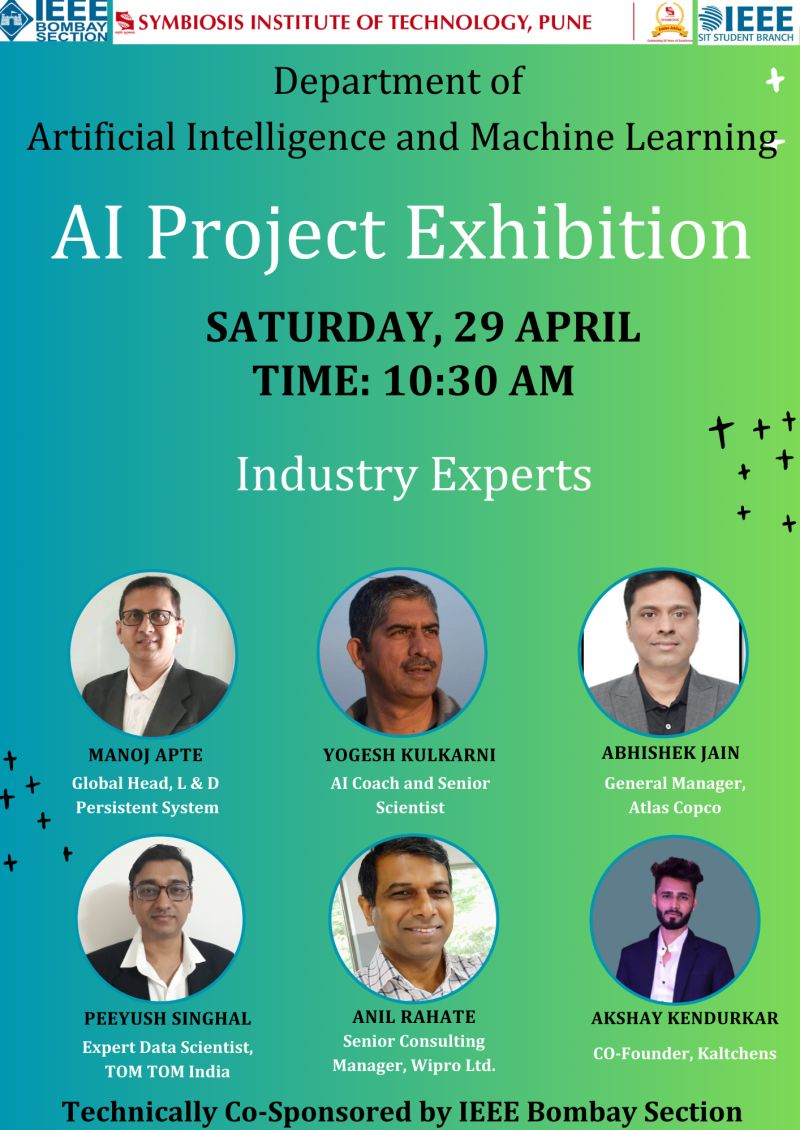 IEEE
BOMBAY
SECTION
SYMBIOSIS INSTITUTE OF TECHNOLOGY, PUNE
IEEE
SIT STUDENT BRANCH
Department of
Artificial Intelligence and Machine Learning
AI Project Exhibition
SATURDAY, 29 APRIL
TIME: 10:30 AM
Industry Experts
MANOJ APTE
Global Head, L & D
Persistent System
YOGESH KULKARNI
AI Coach and Senior
Scientist
ABHISHEK JAIN
General Manager,
Atlas Copco
PEEYUSH SINGHAL
Expert Data Scientist,
TOM TOM India
ANIL RAHATE
Senior Consulting
Manager, Wipro Ltd.
AKSHAY KENDURKAR
CO-Founder, Kaltchens
Technically Co-Sponsored by IEEE Bombay Section